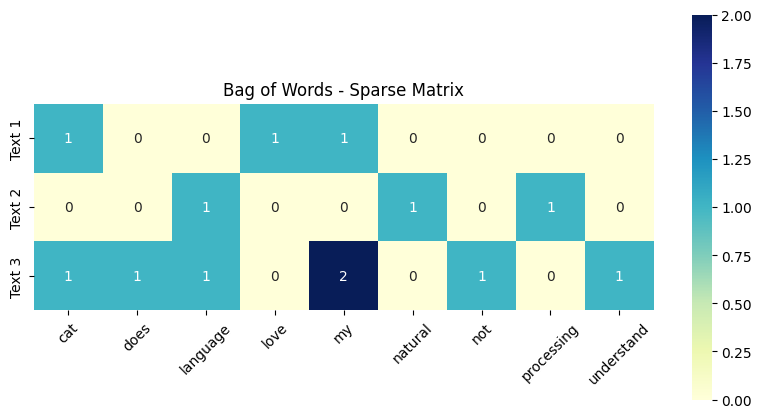 Bag of Words - Sparse Matrix
Text 1 1 0 0 1 1 0 0 0 0
Text 2 0 0 1 0 0 1 0 1 0
Text 3 1 1 1 0 2 0 1 0 1
cat does language love my natural not processing understand
2.00
1.75
1.50
1.25
1.00
0.75
0.50
0.25
0.00